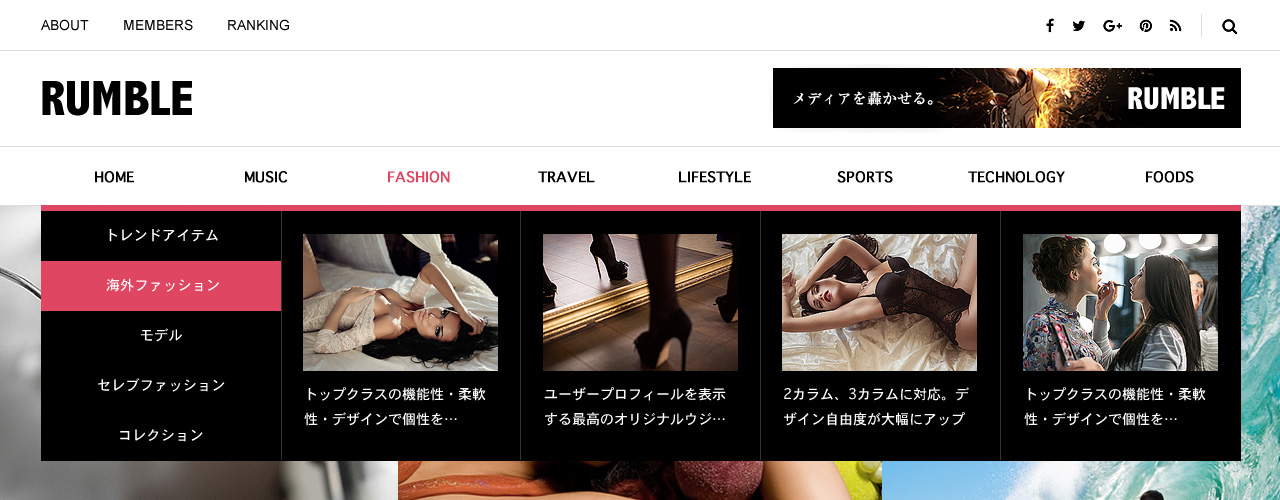 ABOUT MEMBERS RANKING
RUMBLE
メディアを轟かせる。 RUMBLE
HOME MUSIC FASHION TRAVEL LIFESTYLE SPORTS TECHNOLOGY FOODS
トレンドアイテム
海外ファッション
モデル
セレブファッション
コレクション
トップクラスの機能性・柔軟
性・デザインで個性を…
ユーザープロフィールを表示
する最高のオリジナルウジ…
2カラム、3カラムに対応。デ
ザイン自由度が大幅にアップ
トップクラスの機能性・柔軟
性・デザインで個性を…